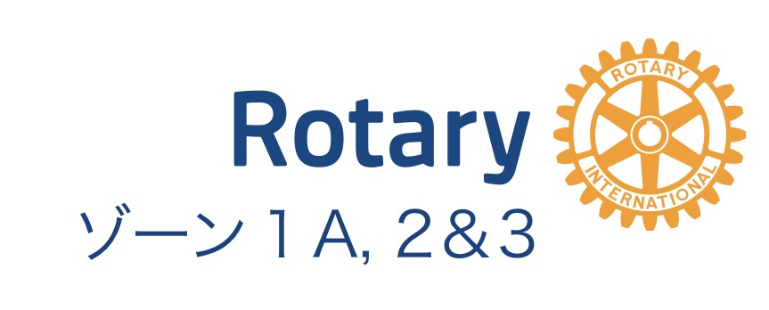 Rotary
ROTARY
INTERNATIONAL
ゾーン１A, ２&３